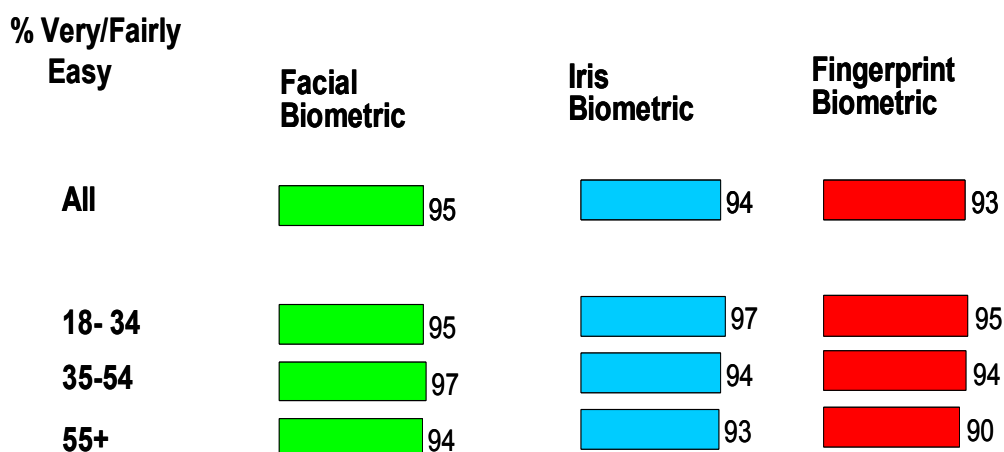 % Very/Fairly
Easy
Facial
Biometric
Iris
Biometric
Fingerprint
Biometric
All 95 94 93
18- 34 95 97 95
35-54 97 94 94
55+ 94 93 90